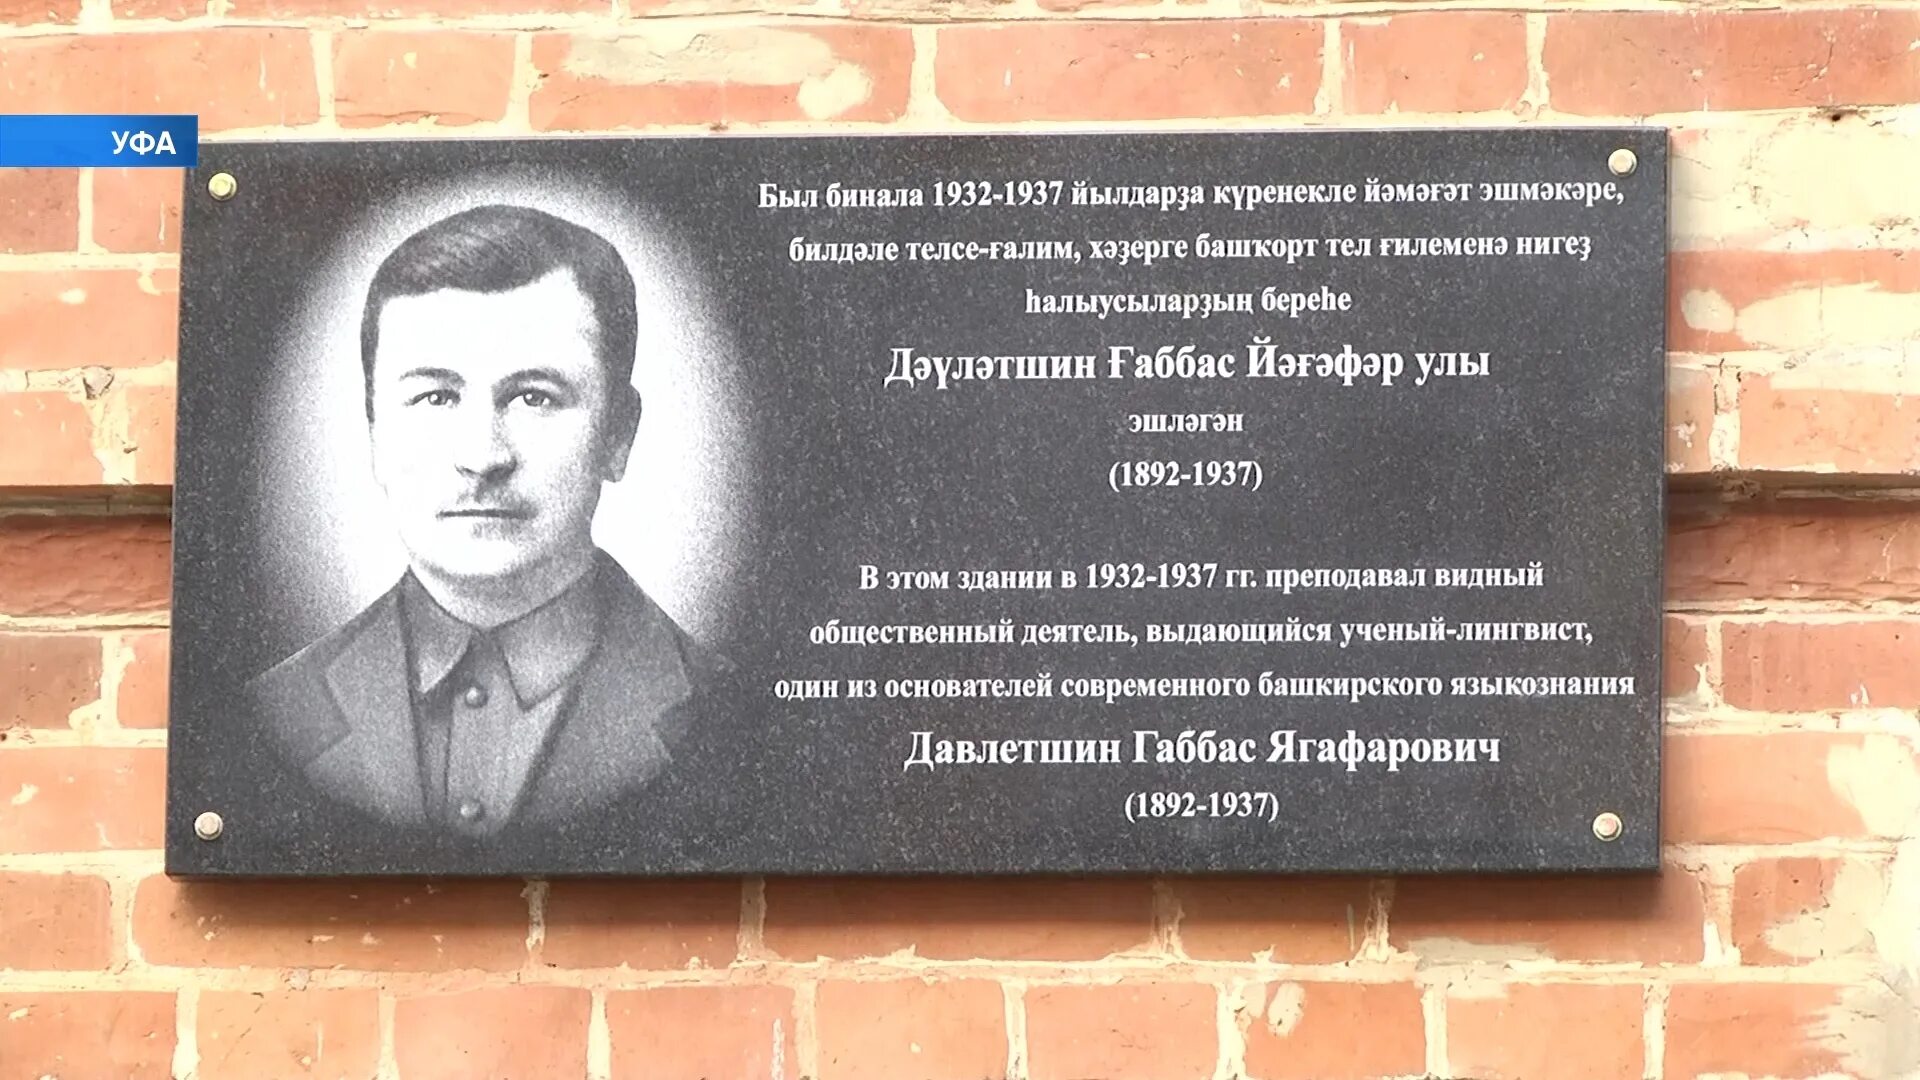 УФА
Был бинала 1932-1937 йылдарҙа күренекле йәмәғәт эшмәкәре,
билдәле телсе-ғалим, хәҙерге башҡорт тел ғилеменә нигеҙ
һалыусыларҙың береһе
Дәүләтшин Ғаббас Йәғәфәр улы
эшләгән
(1892-1937)
В этом здании в 1932-1937 гг. преподавал видный
общественный деятель, выдающийся ученый-лингвист,
один из основателей современного башкирского языкознания
Давлетшин Габбас Ягафарович
(1892-1937)